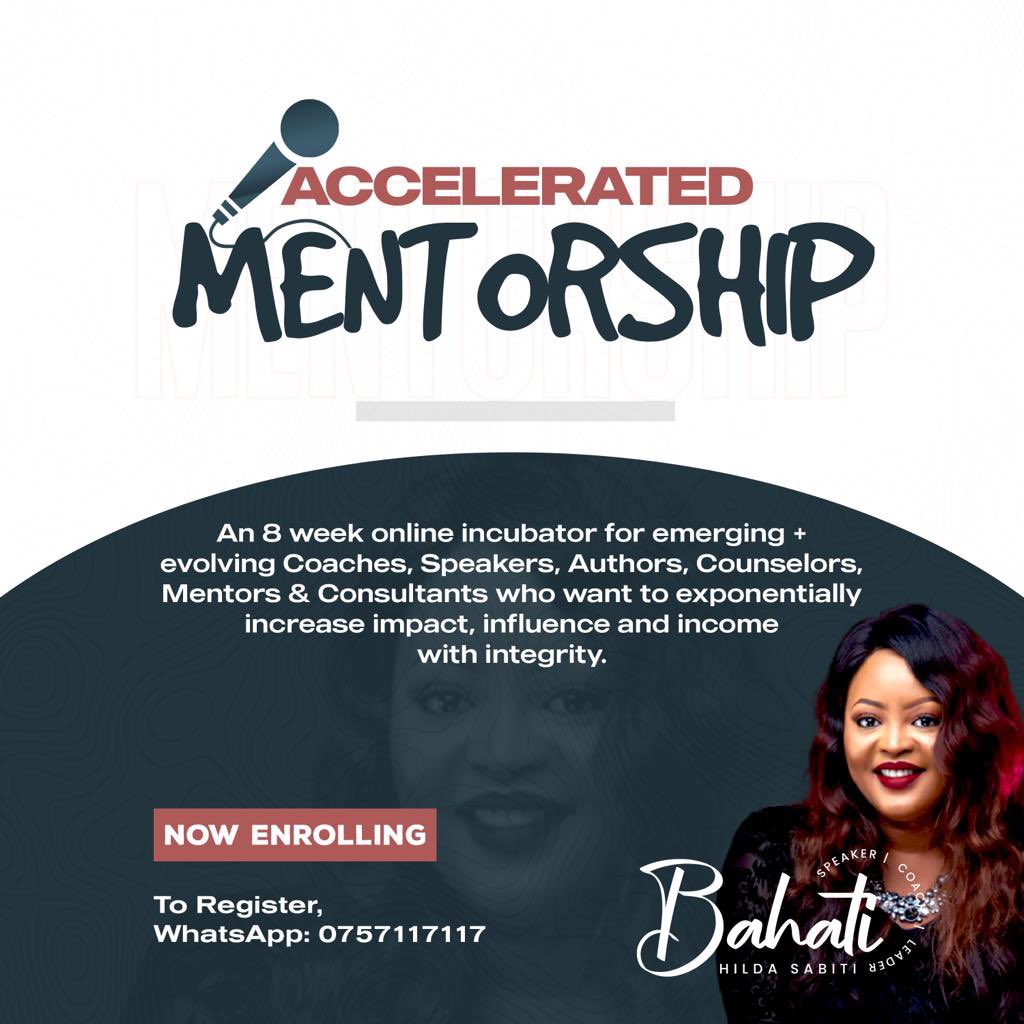 ACCELERATED
MENTORSHIP
MENTORSHIP
An 8 week online incubator for emerging +
evolving Coaches, Speakers, Authors, Counselors,
Mentors & Consultants who want to exponentially
increase impact, influence and income
with integrity.
NOW ENROLLING
To Register,
WhatsApp: 0757117117
Bahati
HILDA SABITI
SPEAKER | COACH | LEADER